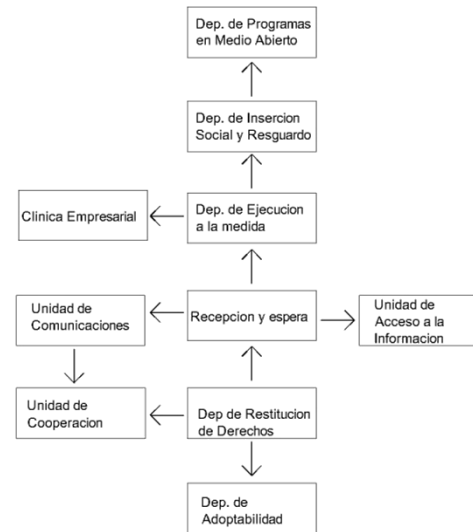 Dep. de Programas
en Medio Abierto
Dep. de Insercion
Social y Resguardo
Clinica Empresarial
Dep. de Ejecucion
a la medida
Unidad de
Comunicaciones
Recepcion y espera
Unidad de
Acceso a la
Informacion
Unidad de
Cooperacion
Dep de Restitucion
de Derechos
Dep. de
Adoptabilidad